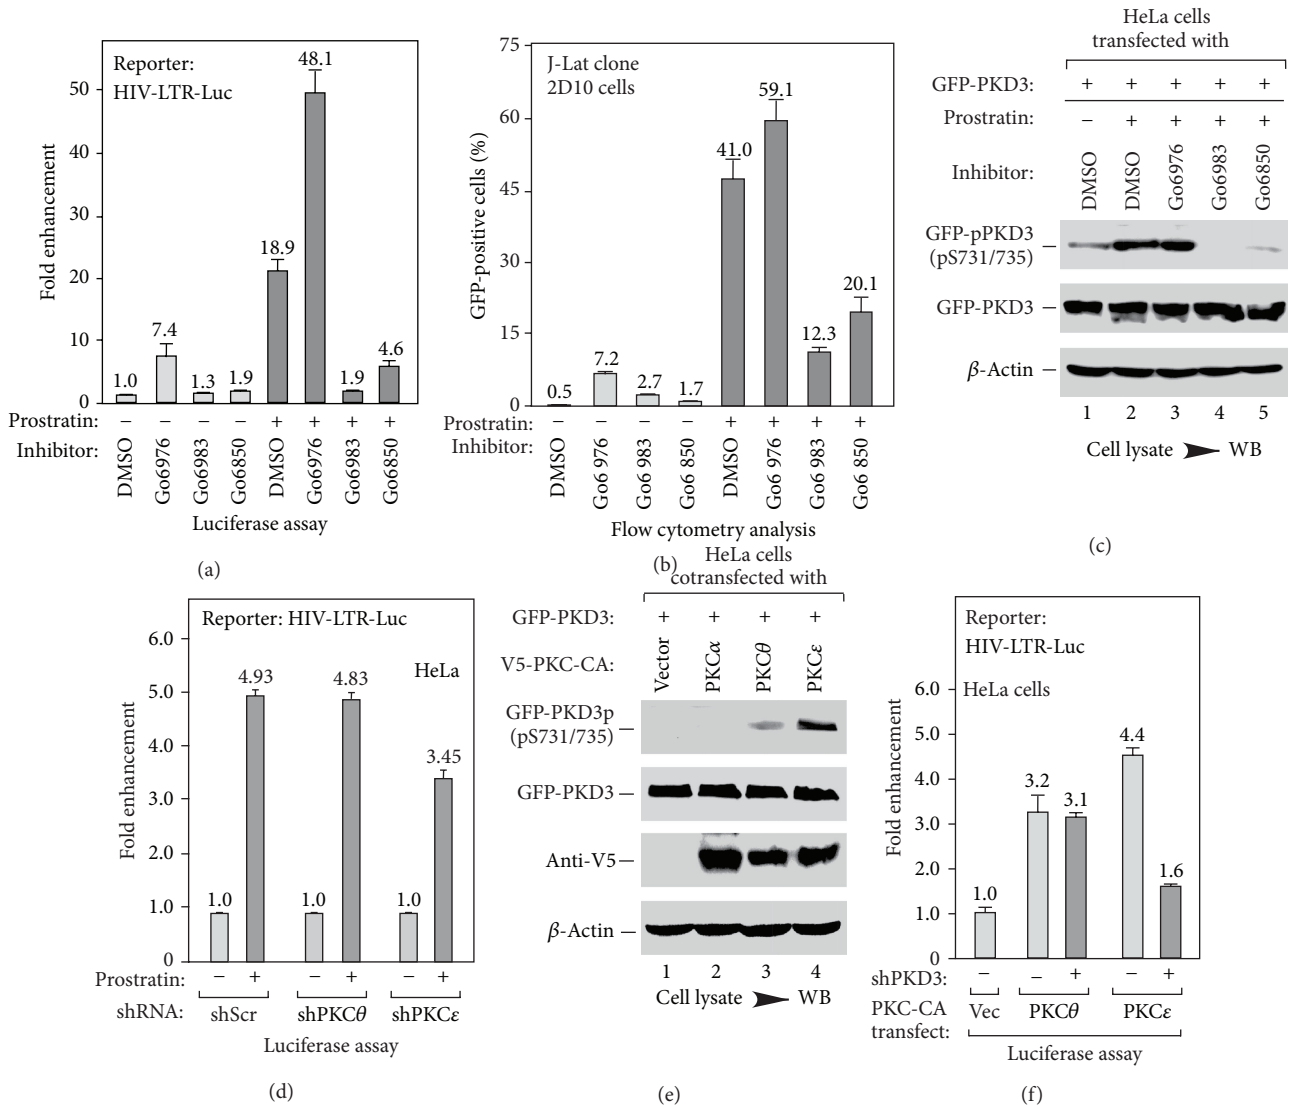 Reporter:
HIV-LTR-Luc
Fold enhancement
50
40
30
20
10
0
1.0
7.4
1.3
1.9
18.9
48.1
1.9
4.6
Prostratin: − − − − + + + +
Inhibitor: DMSO Go6976 Go6983 Go6850 DMSO Go6976 Go6983 Go6850
Luciferase assay
(a)
J-Lat clone
2D10 cells
GFP-positive cells (%)
75
60
45
30
15
0
0.5
7.2
2.7
1.7
41.0
59.1
12.3
20.1
Prostratin: − − − − + + + +
Inhibitor: DMSO Go6 976 Go6 983 Go6 850 DMSO Go6 976 Go6 983 Go6 850
Flow cytometry analysis
(b)
HeLa cells
transfected with
GFP-PKD3: + + + + +
Prostratin: − + + + +
Inhibitor: DMSO DMSO Go6976 Go6983 Go6850
GFP-pPKD3
(pS731/735)
GFP-PKD3
β-Actin
1 2 3 4 5
Cell lysate WB
(c)
Reporter: HIV-LTR-Luc
HeLa
Fold enhancement
6.0
5.0
4.0
3.0
2.0
1.0
0
1.0
4.93
1.0
4.83
1.0
3.45
Prostratin: − + − + − +
shRNA: shScr shPKCθ shPKCε
Luciferase assay
(d)
HeLa cells
cotransfected with
GFP-PKD3: + + + +
V5-PKC-CA: Vector PKCα PKCθ PKCε
GFP-PKD3p
(pS731/735)
GFP-PKD3
Anti-V5
β-Actin
1 2 3 4
Cell lysate WB
(e)
Reporter:
HIV-LTR-Luc
HeLa cells
Fold enhancement
6.0
5.0
4.0
3.0
2.0
1.0
0
1.0
3.2
3.1
4.4
1.6
shPKD3: − − + − +
PKC-CA
transfect: Vec PKCθ PKCε
Luciferase assay
(f)